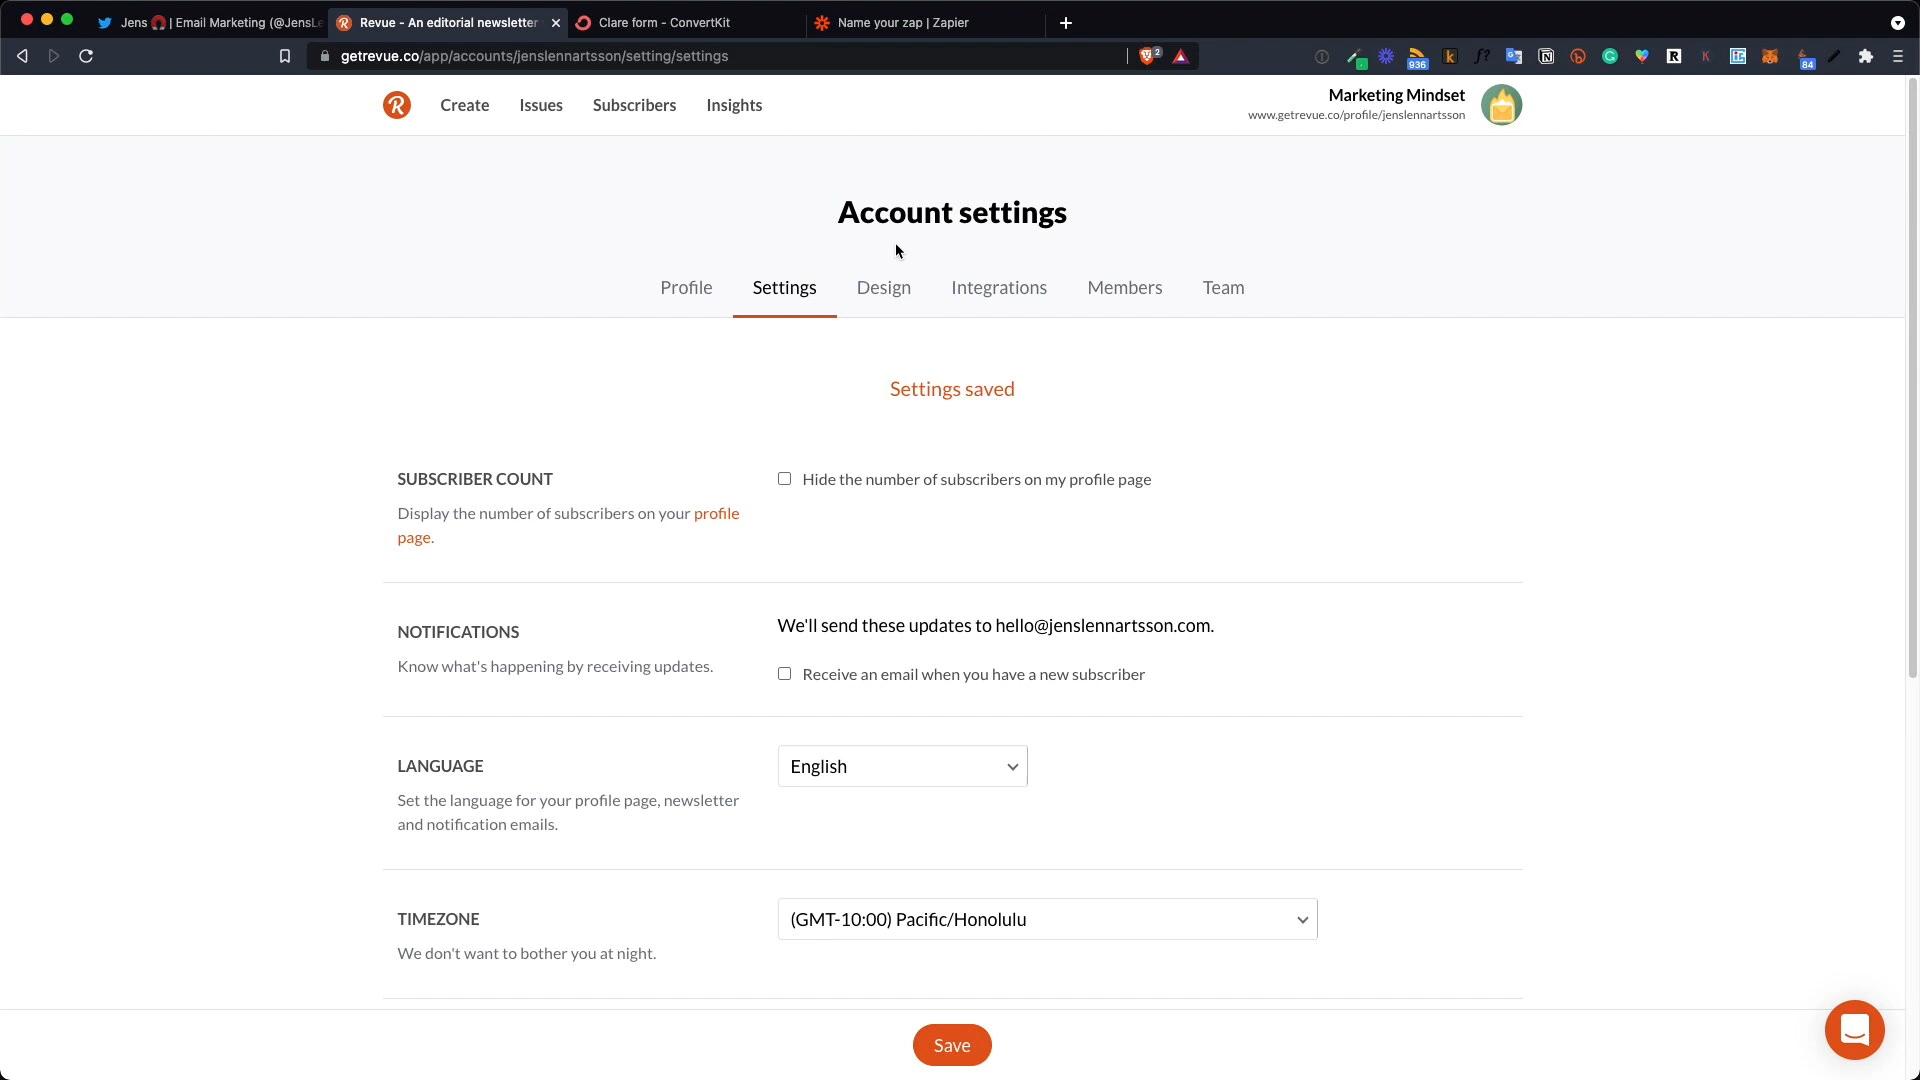 Jens | Email Marketing (@JensLe
Revue - An editorial newsletter
Clare form - ConvertKit
Name your zap | Zapier
getrevue.co/app/accounts/jenslennartsson/setting/settings
2
936
84
Create
Issues
Subscribers
Insights
Marketing Mindset
www.getrevue.co/profile/jenslennartsson
Account settings
Profile
Settings
Design
Integrations
Members
Team
Settings saved
SUBSCRIBER COUNT
Display the number of subscribers on your profile
page.
Hide the number of subscribers on my profile page
NOTIFICATIONS
Know what's happening by receiving updates.
We'll send these updates to hello@jenslennartsson.com.
Receive an email when you have a new subscriber
LANGUAGE
Set the language for your profile page, newsletter
and notification emails.
English
TIMEZONE
We don't want to bother you at night.
(GMT-10:00) Pacific/Honolulu
Save